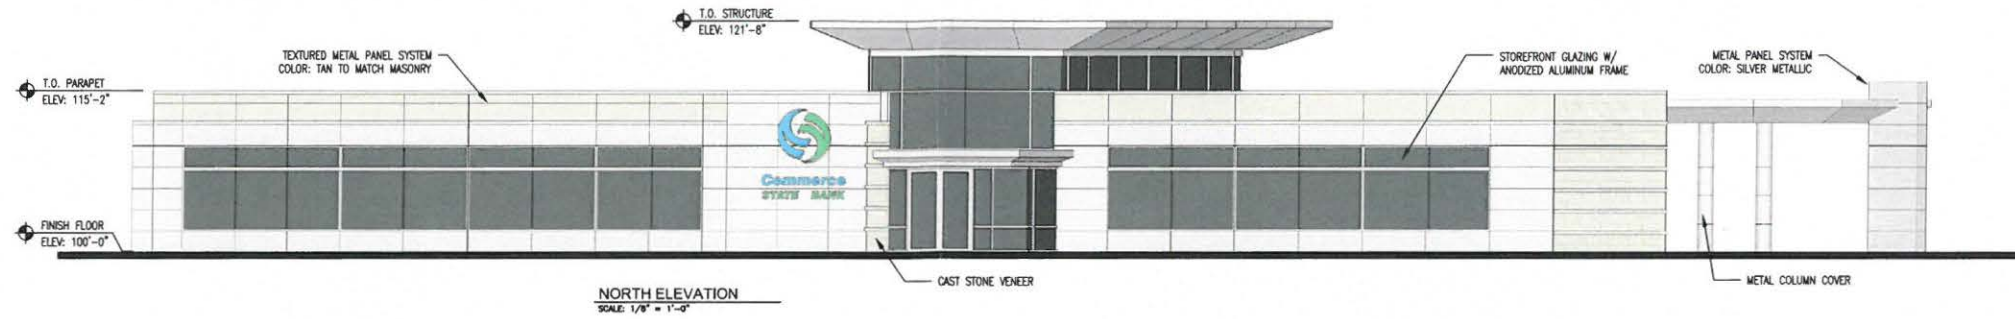 T.O. STRUCTURE
ELEV: 121'-8"
TEXTURED METAL PANEL SYSTEM
COLOR: TAN TO MATCH MASONRY
STOREFRONT GLAZING W/
ANODIZED ALUMINUM FRAME
METAL PANEL SYSTEM
COLOR: SILVER METALLIC
T.O. PARAPET
ELEV: 115'-2"
Commerce
STATE BANK
FINISH FLOOR
ELEV: 100'-0"
CAST STONE VENEER
METAL COLUMN COVER
NORTH ELEVATION
SCALE: 1/8" = 1'-0"